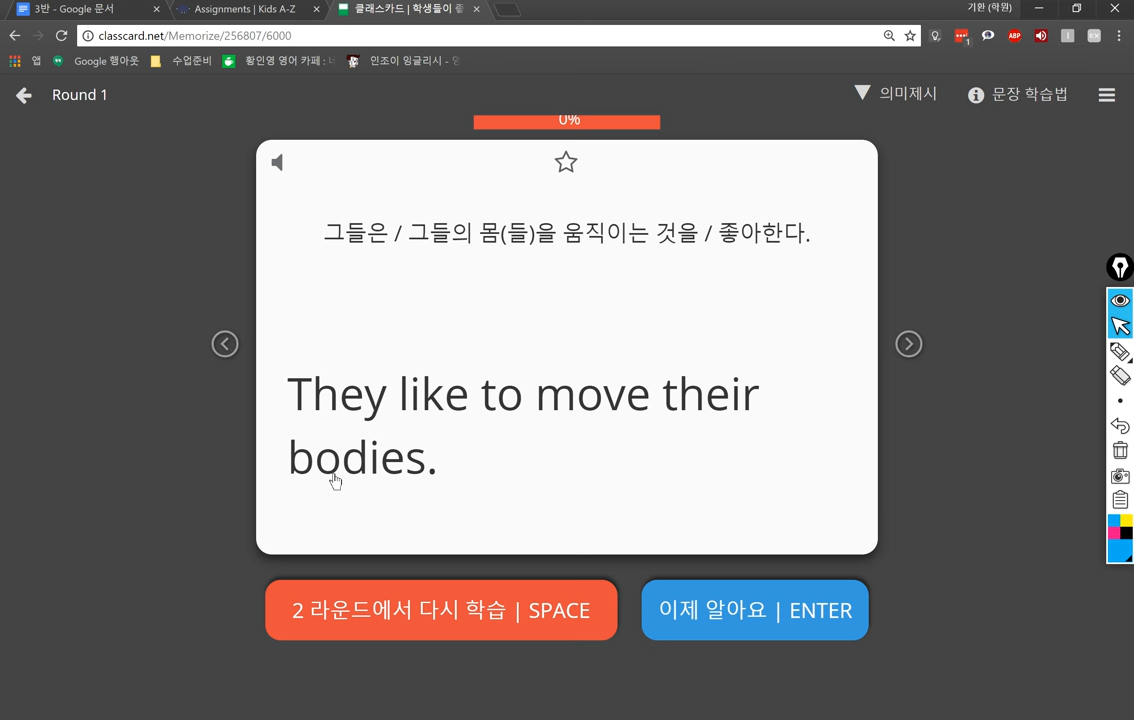 3반 - Google 문서
Assignments | Kids A-Z
클래스카드 | 학생들이 좋
기환 (학원)
classcard.net/Memorize/256807/6000
앱
Google 행아웃
수업준비
황인영 영어 카페 : 네
인조이 잉글리시 -
Round 1
의미제시
문장 학습법
0%
그들은 / 그들의 몸(들)을 움직이는 것을 / 좋아한다.
They like to move their
bodies.
2 라운드에서 다시 학습 | SPACE
이제 알아요 | ENTER
ABP
1